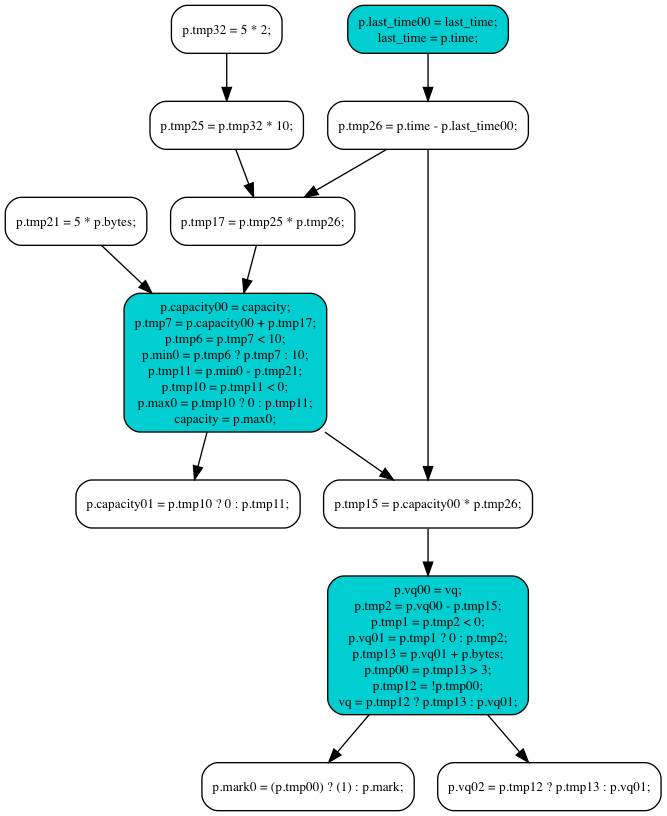 p.tmp32 = 5 * 2;
p.last_time00 = last_time;
last_time = p.time;
p.tmp25 = p.tmp32 * 10;
p.tmp26 = p.time - p.last_time00;
p.tmp21 = 5 * p.bytes;
p.tmp17 = p.tmp25 * p.tmp26;
p.capacity00 = capacity;
p.tmp7 = p.capacity00 + p.tmp17;
p.tmp6 = p.tmp7 < 10;
p.min0 = p.tmp6 ? p.tmp7 : 10;
p.tmp11 = p.min0 - p.tmp21;
p.tmp10 = p.tmp11 < 0;
p.max0 = p.tmp10 ? 0 : p.tmp11;
capacity = p.max0;
p.capacity01 = p.tmp10 ? 0 : p.tmp11;
p.tmp15 = p.capacity00 * p.tmp26;
p.vq00 = vq;
p.tmp2 = p.vq00 - p.tmp15;
p.tmp1 = p.tmp2 < 0;
p.vq01 = p.tmp1 ? 0 : p.tmp2;
p.tmp13 = p.vq01 + p.bytes;
p.tmp00 = p.tmp13 > 3;
p.tmp12 = !p.tmp00;
vq = p.tmp12 ? p.tmp13 : p.vq01;
p.mark0 = (p.tmp00) ? (1) : p.mark;
p.vq02 = p.tmp12 ? p.tmp13 : p.vq01;